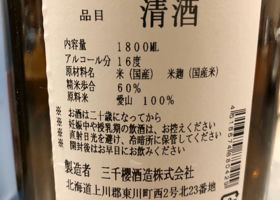 品目 清酒
内容量 1800ML
アルコール分 16度
原材料名 米（国産） 米麹（国産米）
精米歩合 60%
原料米 愛山 100%
※お酒は二十歳になってから
※妊娠中や授乳期の飲酒は、お控えください
※直射日光を避け、冷暗所に保管してください
※開封後はお早目にお飲みください
製造者 三千櫻酒造株式会社
北海道上川郡東川町西2号北23番地